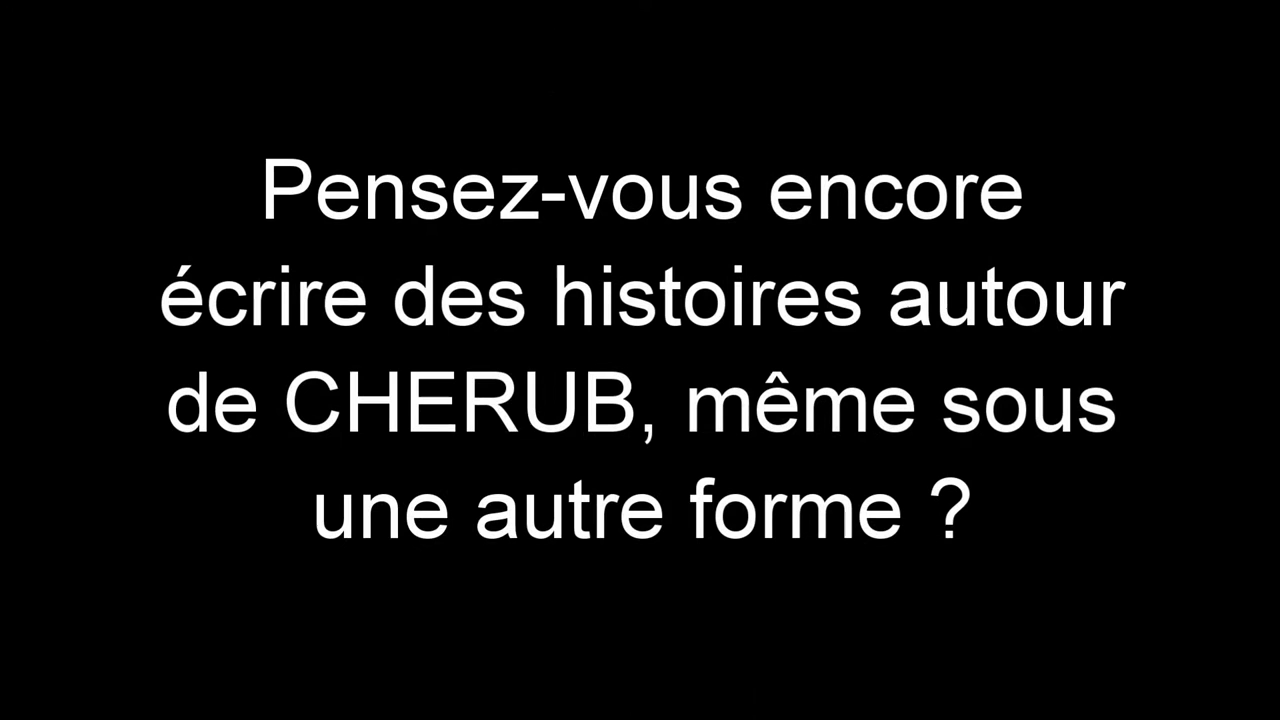 Pensez-vous encore
écrire des histoires autour
de CHERUB, même sous
une autre forme ?